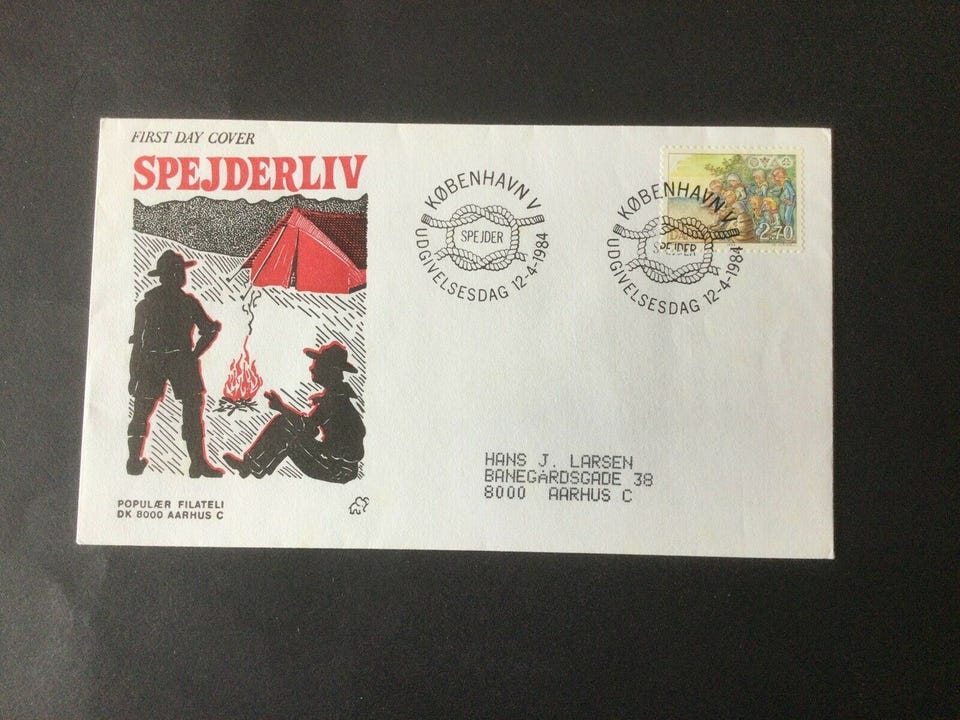 FIRST DAY COVER
SPEJDERLIV
KØBENHAVN V
SPEJDER
UDGIVELSESDAG 12-4-1984
KØBENHAVN V
SPEJDER
UDGIVELSESDAG 12-4-1984
2.70
HANS J. LARSEN
BANEGÅRDSGADE 38
8000 AARHUS C
POPULÆR FILATELI
DK 8000 AARHUS C